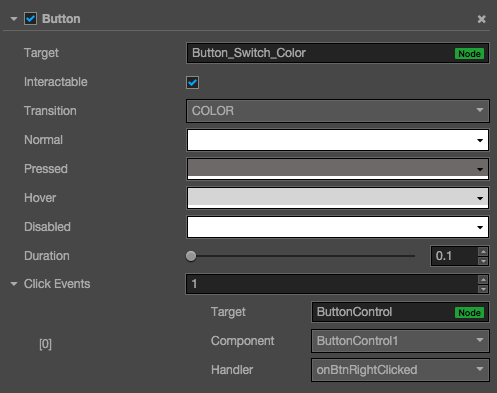 Button
Target Button_Switch_Color Node
Interactable
Transition COLOR
Normal
Pressed
Hover
Disabled
Duration 0.1
Click Events 1
Target ButtonControl Node
[0] Component ButtonControl1
Handler onBtnRightClicked